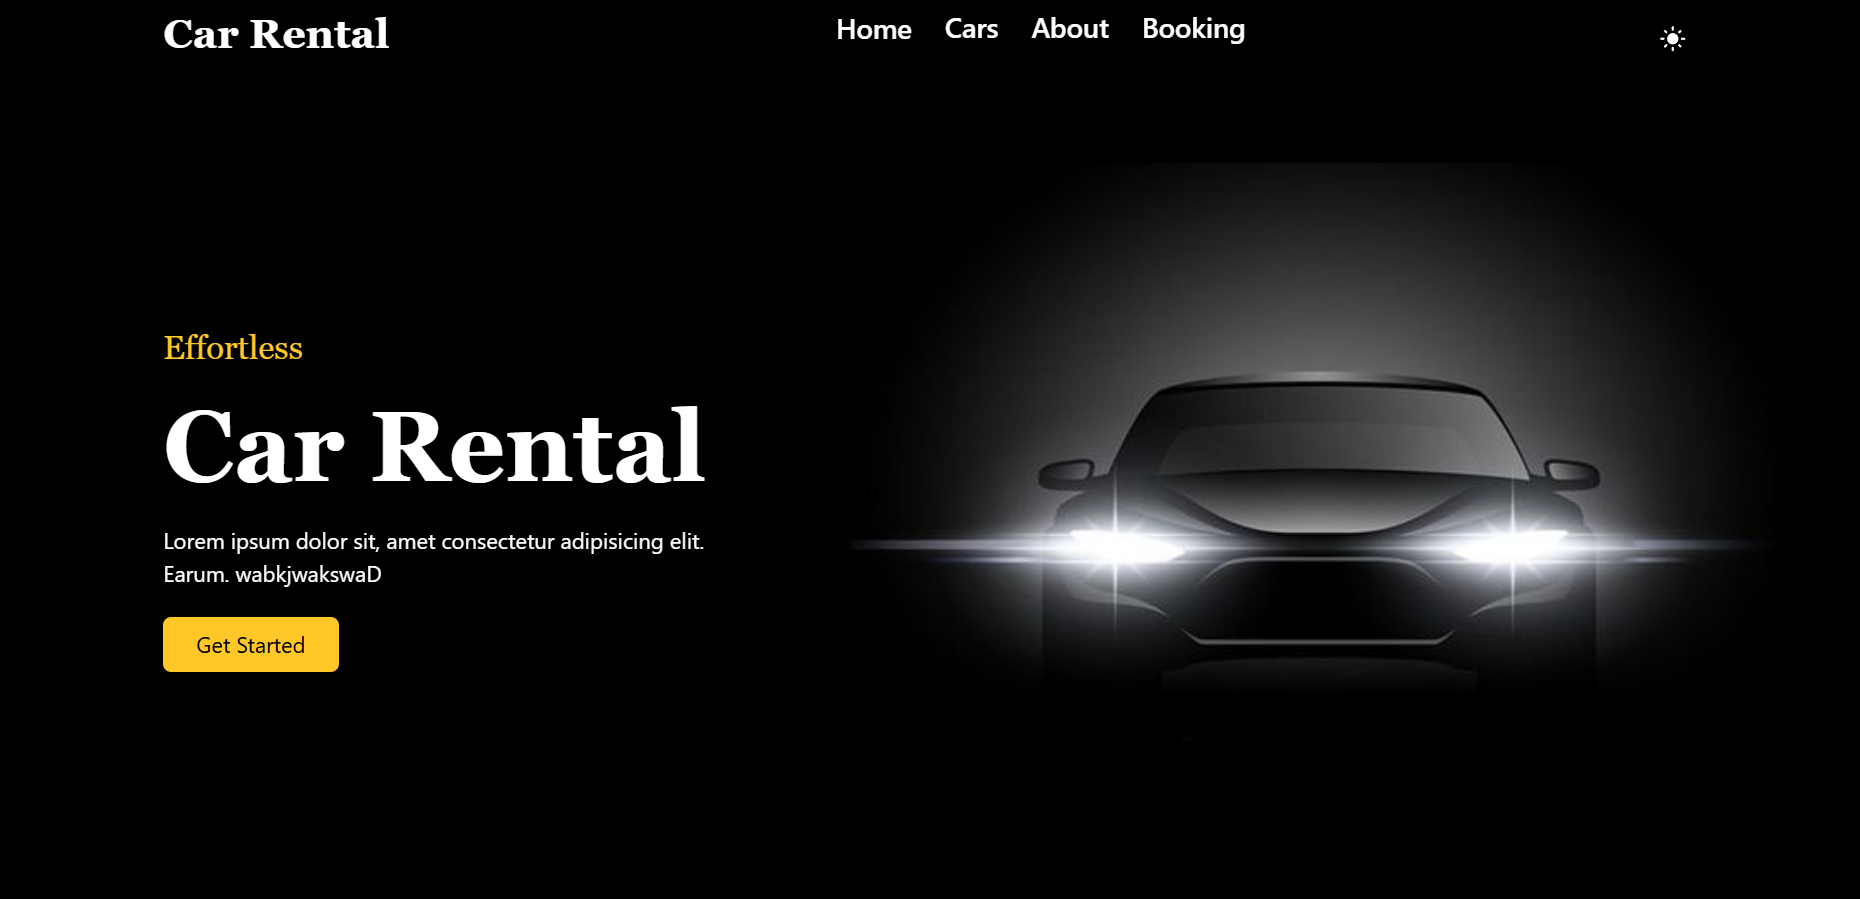 Car Rental
Home Cars About Booking
Effortless
Car Rental
Lorem ipsum dolor sit, amet consectetur adipisicing elit.
Earum. wabkjwakswaD
Get Started